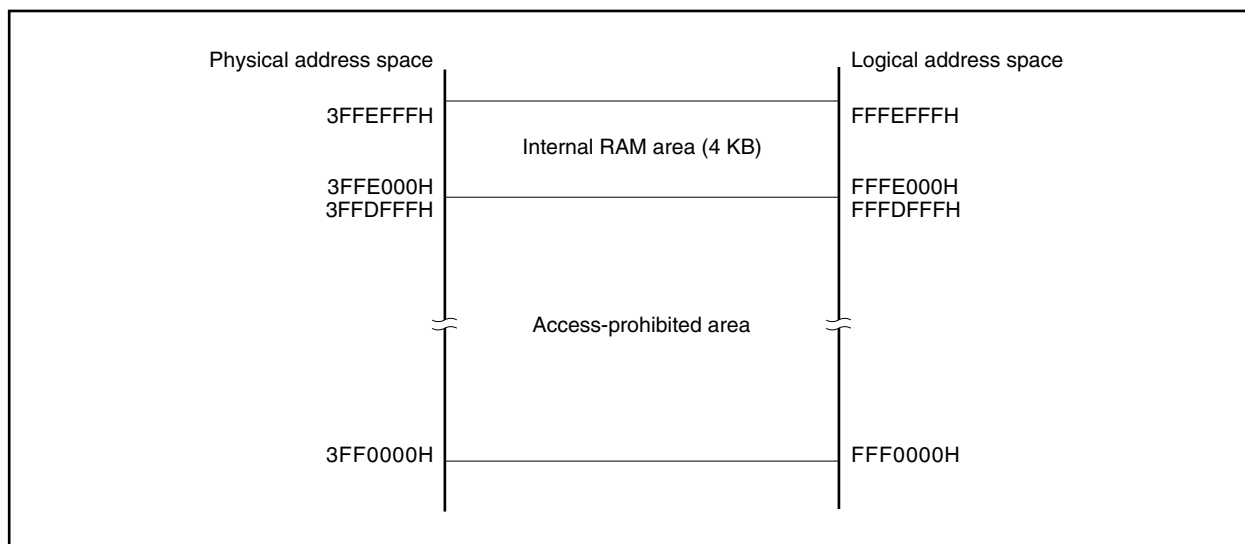 Physical address space
Logical address space
3FFEFFFH
FFFEFFFH
Internal RAM area (4 KB)
3FFE000H
FFFE000H
3FFDFFFH
FFFDFFFH
Access-prohibited area
3FF0000H
FFF0000H